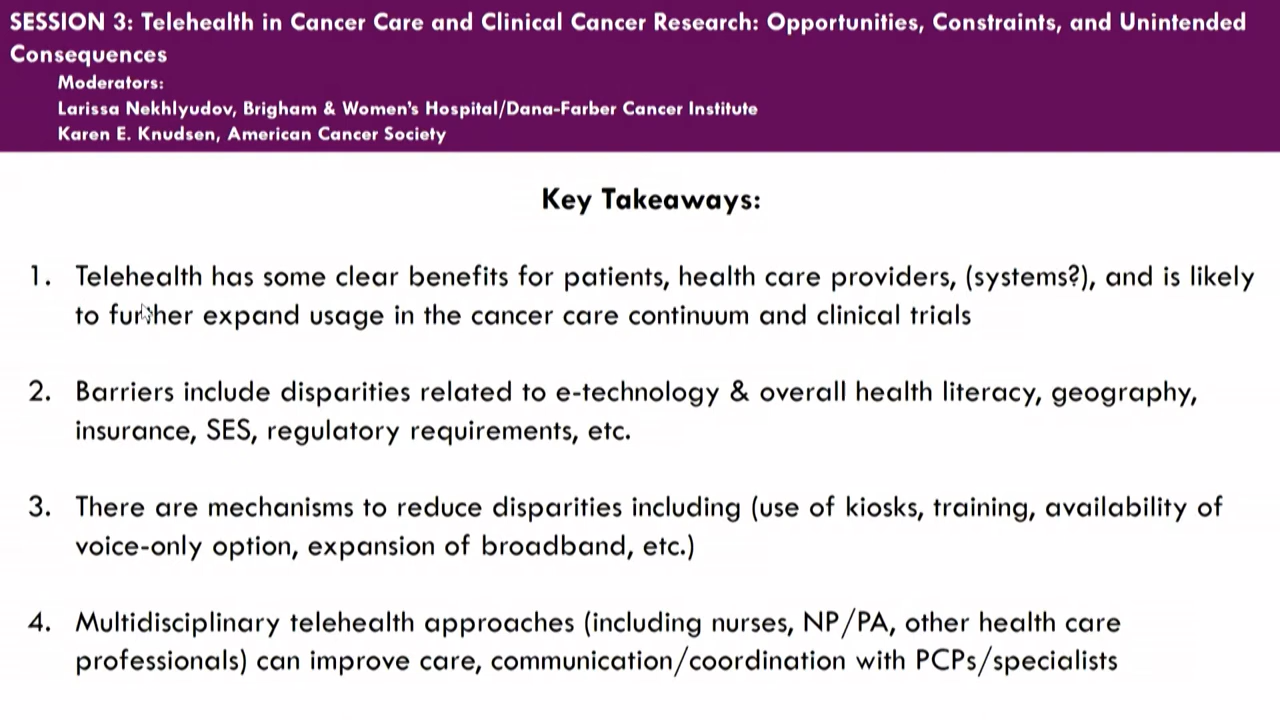 SESSION 3: Telehealth in Cancer Care and Clinical Cancer Research: Opportunities, Constraints, and Unintended
Consequences
Moderators:
Larissa Nekhlyudov, Brigham & Women's Hospital/Dana-Farber Cancer Institute
Karen E. Knudsen, American Cancer Society
Key Takeaways:
1. Telehealth has some clear benefits for patients, health care providers, (systems?), and is likely
to further expand usage in the cancer care continuum and clinical trials
2. Barriers include disparities related to e-technology & overall health literacy, geography,
insurance, SES, regulatory requirements, etc.
3. There are mechanisms to reduce disparities including (use of kiosks, training, availability of
voice-only option, expansion of broadband, etc.)
4. Multidisciplinary telehealth approaches (including nurses, NP/PA, other health care
professionals) can improve care, communication/coordination with PCPs/specialists